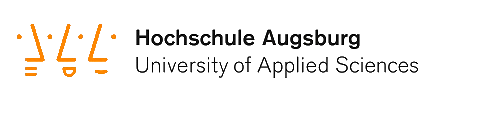 Hochschule Augsburg
University of Applied Sciences